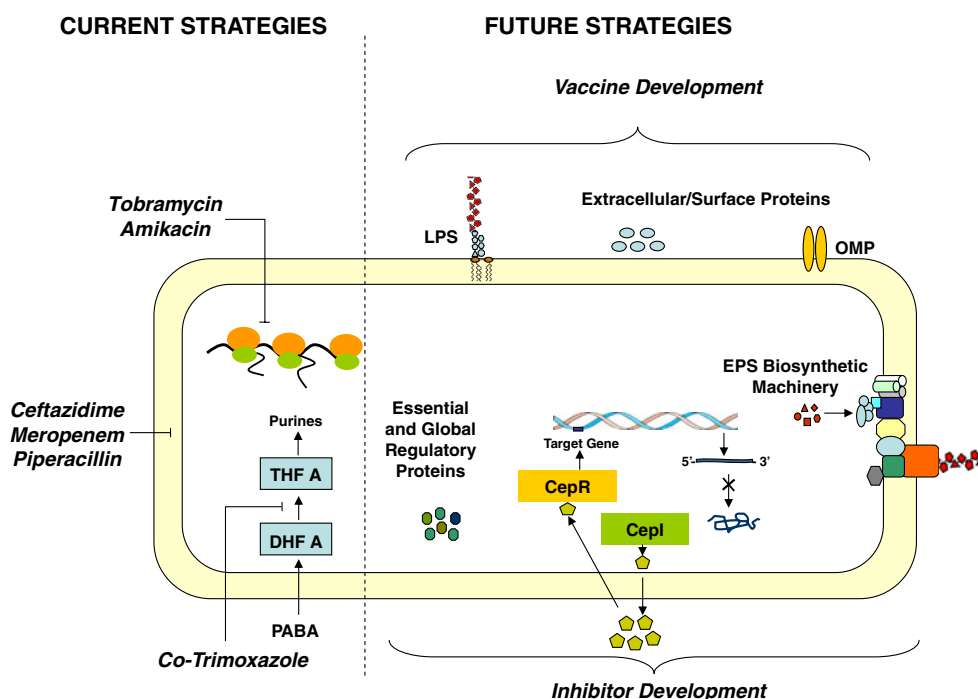 CURRENT STRATEGIES
FUTURE STRATEGIES
Vaccine Development
Tobramycin
Amikacin
LPS
Extracellular/Surface Proteins
OMP
Ceftazidime
Meropenem
Piperacillin
Purines
THF A
DHF A
PABA
Co-Trimoxazole
Essential
and Global
Regulatory
Proteins
Target Gene
CepR
CepI
5'
3'
EPS Biosynthetic
Machinery
Inhibitor Development